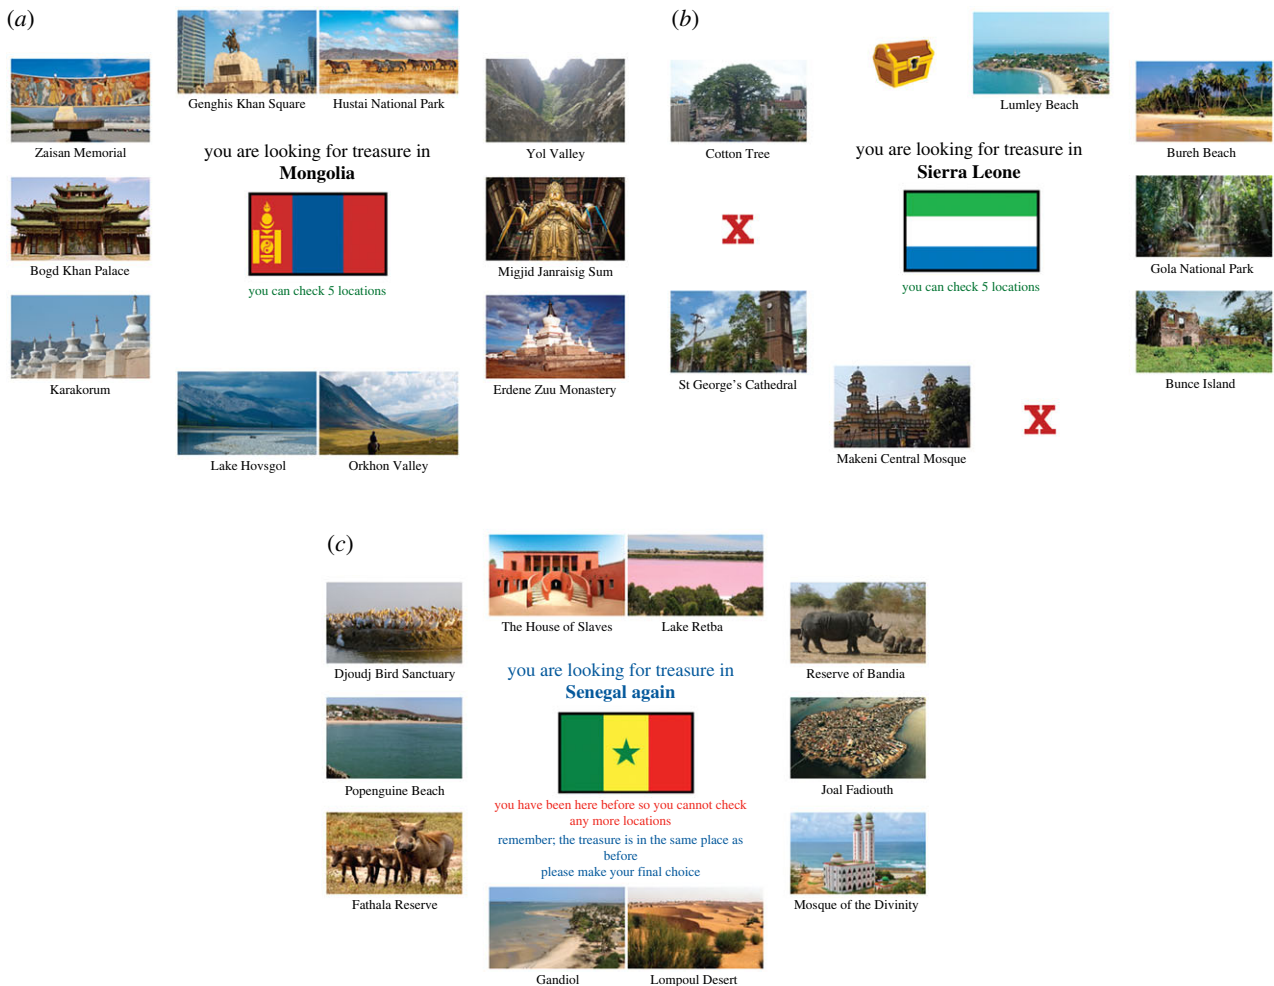 (a)
Genghis Khan Square
Hustai National Park
Zaisan Memorial
Yol Valley
you are looking for treasure in
Mongolia
Bogd Khan Palace
Migjid Janraisig Sum
you can check 5 locations
Karakorum
Erdene Zuu Monastery
Lake Hovsgol
Orkhon Valley
(b)
Lumley Beach
Cotton Tree
Bureh Beach
you are looking for treasure in
Sierra Leone
X
Gola National Park
you can check 5 locations
St George's Cathedral
Bunce Island
Makeni Central Mosque
X
(c)
The House of Slaves
Lake Retba
Djoudj Bird Sanctuary
Reserve of Bandia
you are looking for treasure in
Senegal again
Popenguine Beach
Joal Fadiouth
you have been here before so you cannot check
any more locations
remember; the treasure is in the same place as
before
please make your final choice
Fathala Reserve
Mosque of the Divinity
Gandiol
Lompoul Desert